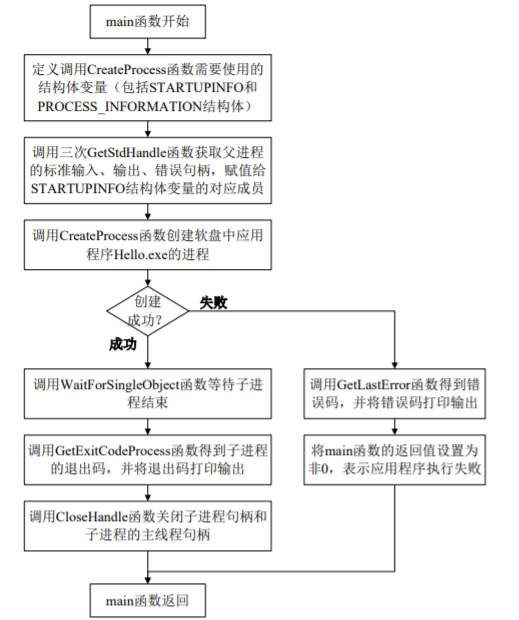 main函数开始
定义调用CreateProcess函数需要使用的
结构体变量（包括STARTUPINFO和
PROCESS_INFORMATION结构体）
调用三次GetStdHandle函数获取父进程
的标准输入、输出、错误句柄，赋值给
STARTUPINFO结构体变量的对应成员
调用CreateProcess函数创建软盘中应用
程序Hello.exe的进程
创建
成功？
失败
成功
调用WaitForSingleObject函数等待子进
程结束
调用GetExitCodeProcess函数得到子进程
的退出码，并将退出码打印输出
调用CloseHandle函数关闭子进程句柄和
子进程的主线程句柄
调用GetLastError函数得到错
误码，并将错误码打印输出
将main函数的返回值设置为
非0，表示应用程序执行失败
main函数返回